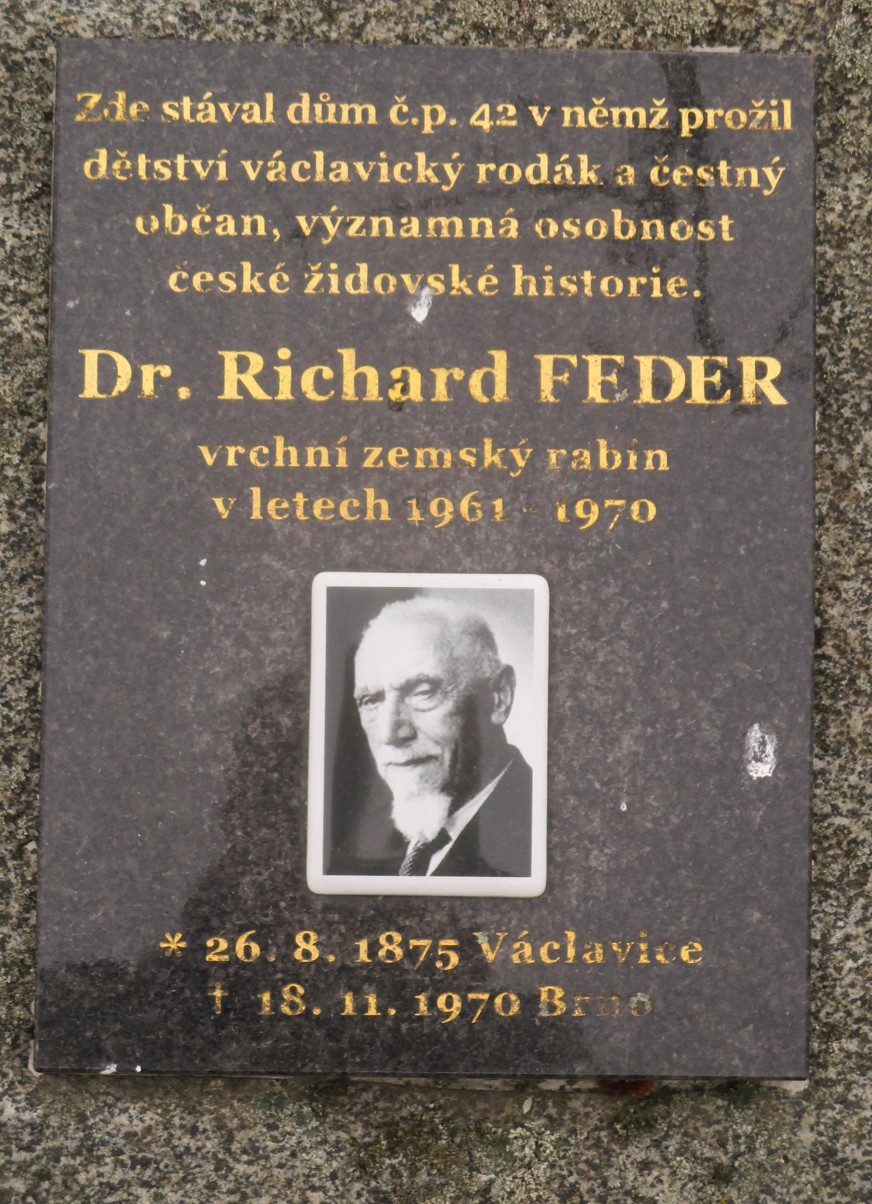 Zde stával dům č.p. 42 v němž prožil
dětství václavický rodák a čestný
občan, významná osobnost
české židovské historie.
Dr. Richard FEDER
vrchní zemský rabín
v letech 1961 - 1970
* 26. 8. 1875 Václavice
† 18. 11. 1970 Brno